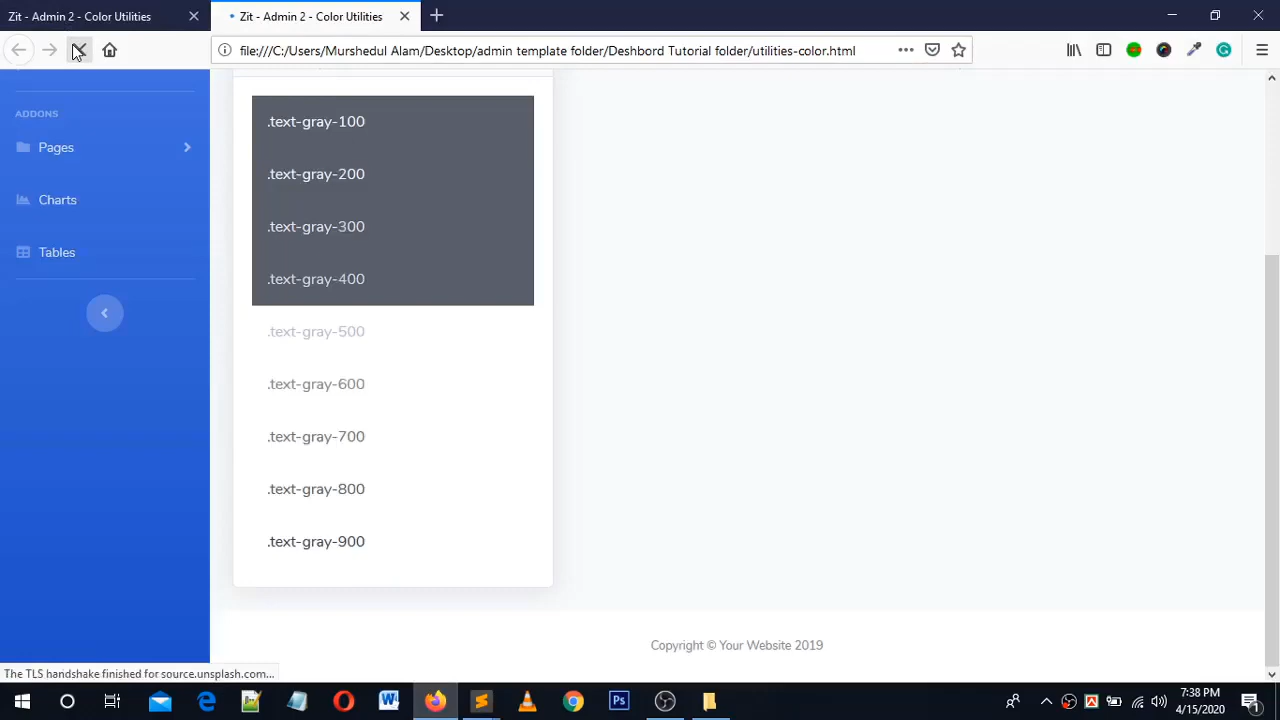 Zit - Admin 2 - Color Utilities
Zit - Admin 2 - Color Utilities
file:///C:/Users/Murshedul Alam/Desktop/admin template folder/Deshbord Tutorial folder/utilities-color.html
ADDONS
Pages
Charts
Tables
.text-gray-100
.text-gray-200
.text-gray-300
.text-gray-400
.text-gray-500
.text-gray-600
.text-gray-700
.text-gray-800
.text-gray-900
Copyright © Your Website 2019
The TLS handshake finished for source.unsplash.com...
7:38 PM
4/15/2020